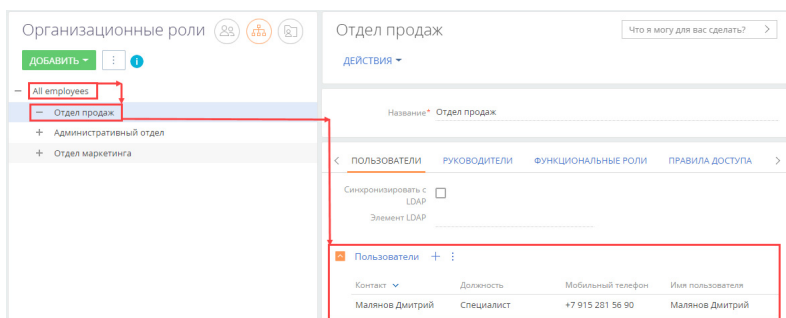 Организационные роли
ДОБАВИТЬ
All employees
Отдел продаж
Административный отдел
Отдел маркетинга
Отдел продаж
Что я могу для вас сделать?
ДЕЙСТВИЯ
Название* Отдел продаж
ПОЛЬЗОВАТЕЛИ РУКОВОДИТЕЛИ ФУНКЦИОНАЛЬНЫЕ РОЛИ ПРАВИЛА ДОСТУПА
Синхронизировать с
LDAP
Элемент LDAP
Пользователи
Контакт Должность Мобильный телефон Имя пользователя
Малянов Дмитрий Специалист +7 915 281 56 90 Малянов Дмитрий